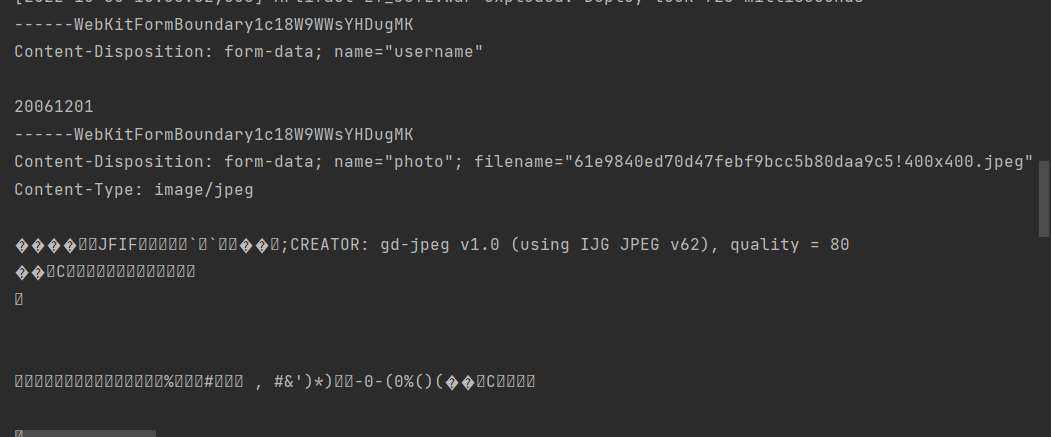 ------WebKitFormBoundary1c18W9WWsYHDugMK
Content-Disposition: form-data; name="username"
20061201
------WebKitFormBoundary1c18W9WWsYHDugMK
Content-Disposition: form-data; name="photo"; filename="61e9840ed70d47febf9bcc5b80daa9c5!400x400.jpeg"
Content-Type: image/jpeg
����JFIF`�`��;CREATOR: gd-jpeg v1.0 (using IJG JPEG v62), quality = 80
��C
%# , #&')*)-0-(0%()(��C